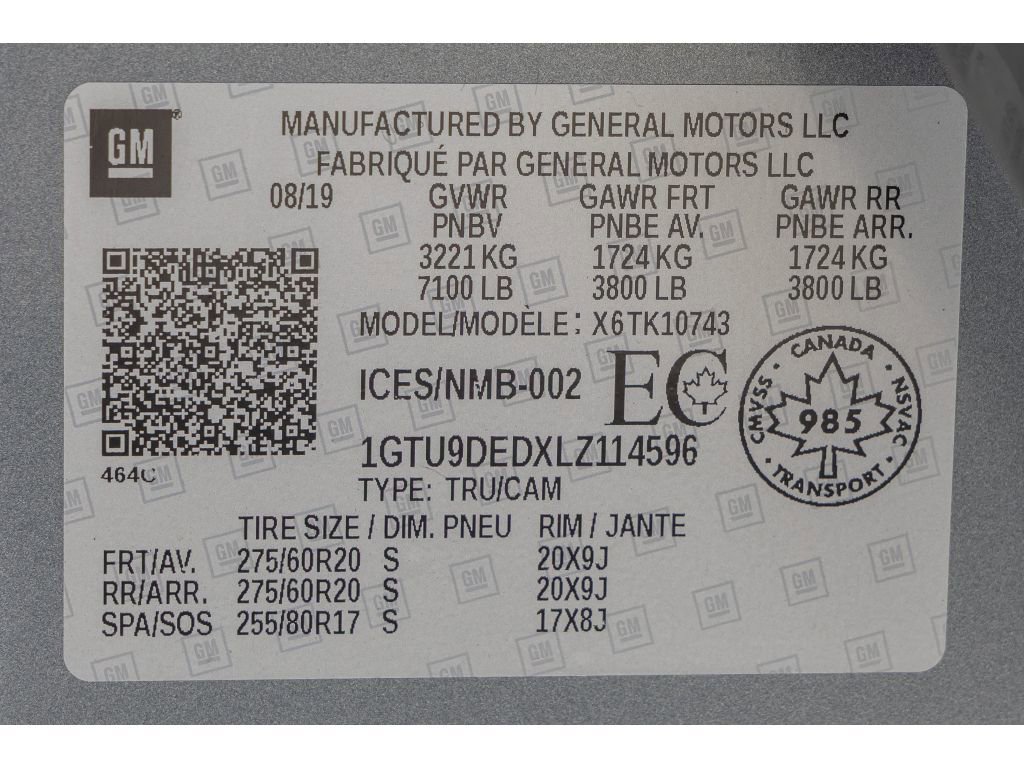 GM
MANUFACTURED BY GENERAL MOTORS LLC
FABRIQUÉ PAR GENERAL MOTORS LLC
08/19 GVWR GAWR FRT GAWR RR
PNBV PNBE AV. PNBE ARR.
3221 KG 1724 KG 1724 KG
7100 LB 3800 LB 3800 LB
MODEL/MODÈLE: X6TK10743
ICES/NMB-002 EC
CANADA
CMVSS NSVAC
985
TRANSPORT
1GTU9DEDXLZ114596
464C
TYPE: TRU/CAM
TIRE SIZE / DIM. PNEU RIM / JANTE
FRT/AV. 275/60R20 S 20X9J
RR/ARR. 275/60R20 S 20X9J
SPA/SOS 255/80R17 S 17X8J